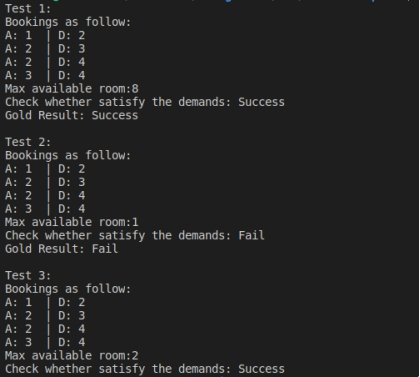 Test 1:
Bookings as follow:
A: 1 | D: 2
A: 2 | D: 3
A: 2 | D: 4
A: 3 | D: 4
Max available room:8
Check whether satisfy the demands: Success
Gold Result: Success

Test 2:
Bookings as follow:
A: 1 | D: 2
A: 2 | D: 3
A: 2 | D: 4
A: 3 | D: 4
Max available room:1
Check whether satisfy the demands: Fail
Gold Result: Fail

Test 3:
Bookings as follow:
A: 1 | D: 2
A: 2 | D: 3
A: 2 | D: 4
A: 3 | D: 4
Max available room:2
Check whether satisfy the demands: Success